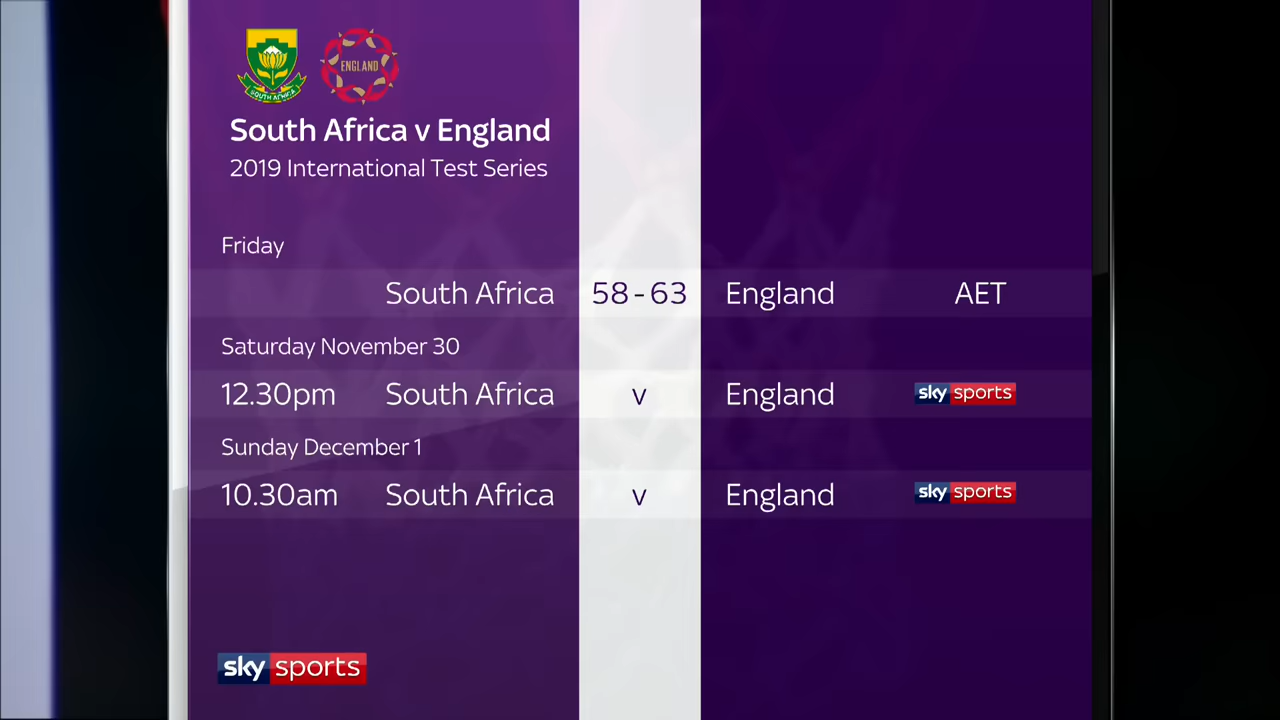 SOUTH AFRICA
ENGLAND
South Africa v England
2019 International Test Series
Friday
South Africa 58 - 63 England AET
Saturday November 30
12.30pm South Africa v England sky sports
Sunday December 1
10.30am South Africa v England sky sports
sky sports